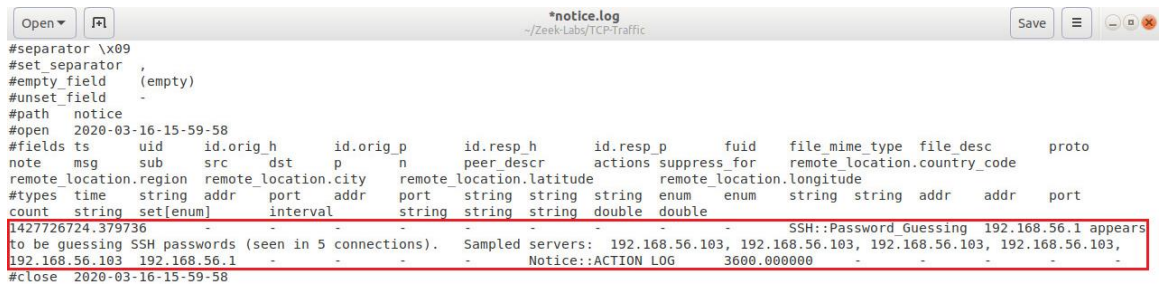 Open
*notice.log
~/Zeek-Labs/TCP-Traffic
Save
#separator \x09
#set_separator ,
#empty_field (empty)
#unset_field -
#path notice
#open 2020-03-16-15-59-58
#fields ts uid id.orig_h id.orig_p id.resp_h id.resp_p fuid file_mime_type file_desc proto
note msg sub src dst p n peer_descr actions suppress_for remote_location.country_code
remote_location.region remote_location.city remote_location.latitude remote_location.longitude
#types time string addr port addr port string string string enum enum string string addr addr port
count string set[enum] interval string string string double double
1427726724.379736 - - - - - - - - - SSH::Password_Guessing 192.168.56.1 appears
to be guessing SSH passwords (seen in 5 connections). Sampled servers: 192.168.56.103, 192.168.56.103, 192.168.56.103, 192.168.56.103,
192.168.56.103 192.168.56.1 - - - - Notice::ACTION_LOG 3600.000000 - - - - -
#close 2020-03-16-15-59-58